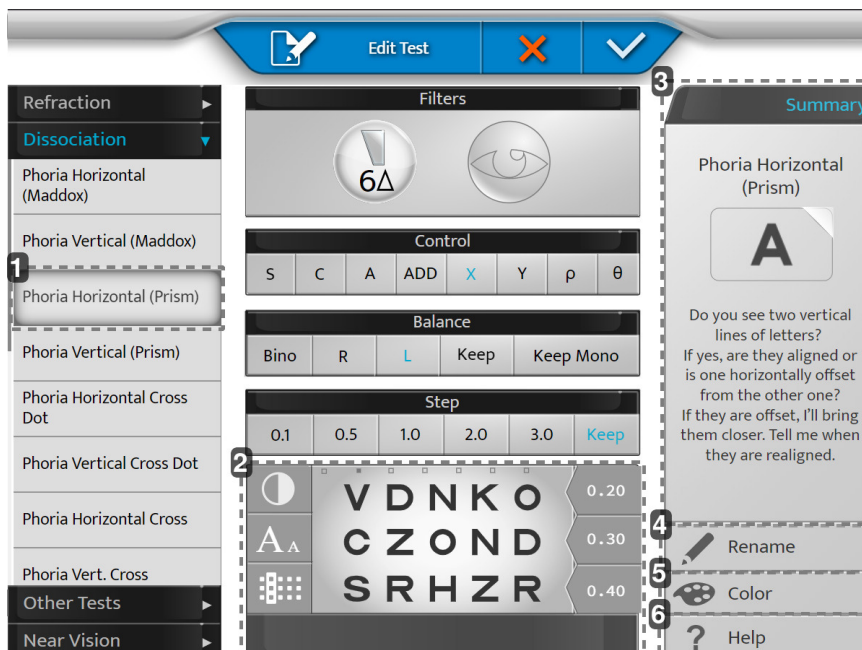 Edit Test
Refraction
Dissociation
Phoria Horizontal
(Maddox)
Phoria Vertical (Maddox)
1
Phoria Horizontal (Prism)
Phoria Vertical (Prism)
Phoria Horizontal Cross
Dot
Phoria Vertical Cross Dot
Phoria Horizontal Cross
Phoria Vert. Cross
Other Tests
Near Vision
Filters
6Δ
Control
S C A ADD X Y ρ θ
Balance
Bino R L Keep Keep Mono
Step
0.1 0.5 1.0 2.0 3.0 Keep
2
V D N K O 0.20
A A C Z O N D 0.30
S R H Z R 0.40
3
Summary
Phoria Horizontal
(Prism)
A
Do you see two vertical
lines of letters?
If yes, are they aligned or
is one horizontally offset
from the other one?
If they are offset, I'll bring
them closer. Tell me when
they are realigned.
4
Rename
5
Color
6
? Help